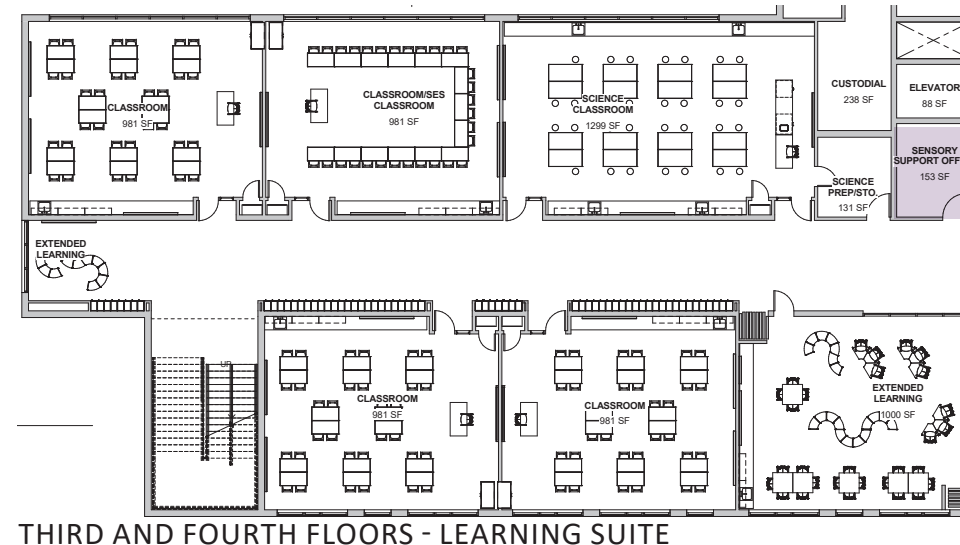 CLASSROOM
981 SF
CLASSROOM/SES
CLASSROOM
981 SF
SCIENCE
CLASSROOM
1299 SF
CUSTODIAL
238 SF
ELEVATOR
88 SF
SENSORY
SUPPORT OFF
153 SF
SCIENCE
PREP/STO.
131 SF
EXTENDED
LEARNING
UP
CLASSROOM
981 SF
CLASSROOM
981 SF
EXTENDED
LEARNING
1000 SF
THIRD AND FOURTH FLOORS - LEARNING SUITE